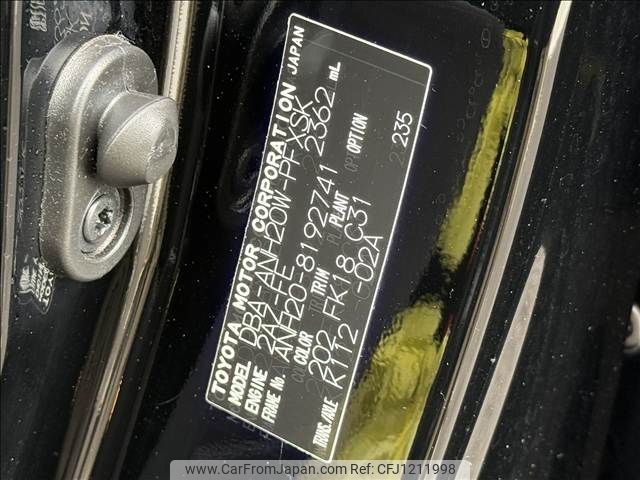 TOYOTA MOTOR CORPORATION JAPAN
MODEL DBA-ANH20W-PFXSK
ENGINE 2AZ-FE 2362 mL
FRAME No. ANH20-8192741
COLOR TRIM PLANT OPTION
202 FK18 C31 235
TRANS./AXLE K112 -02A
www.CarFromJapan.com Ref:CFJ1211998